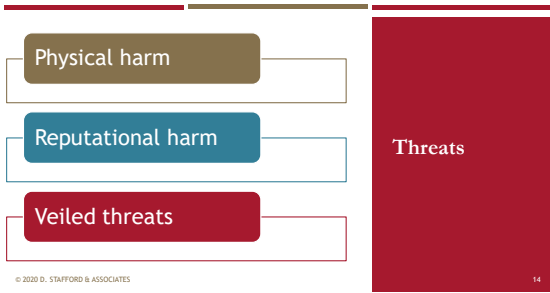 Physical harm
Reputational harm
Veiled threats
Threats
© 2020 D. STAFFORD & ASSOCIATES
14